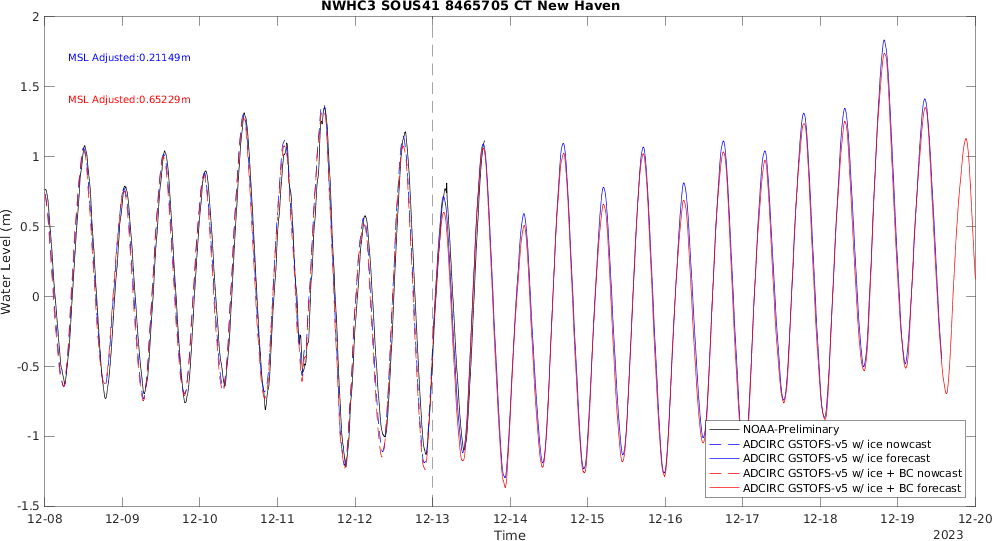 NWHC3 SOUS41 8465705 CT New Haven
2
1.5
1
0.5
0
-0.5
-1
-1.5
Water Level (m)
MSL Adjusted:0.21149m
MSL Adjusted:0.65229m
NOAA-Preliminary
ADCIRC GSTOFS-v5 w/ ice nowcast
ADCIRC GSTOFS-v5 w/ ice forecast
ADCIRC GSTOFS-v5 w/ ice + BC nowcast
ADCIRC GSTOFS-v5 w/ ice + BC forecast
12-08 12-09 12-10 12-11 12-12 12-13 12-14 12-15 12-16 12-17 12-18 12-19 12-20
Time
2023